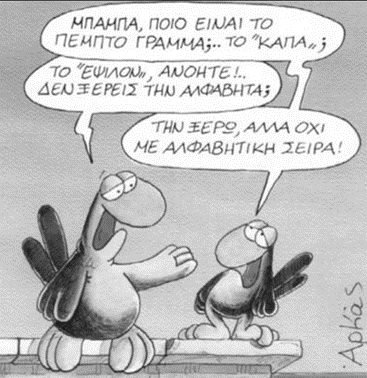 ΜΠΑΜΠΑ, ΠΟΙΟ ΕΙΝΑΙ ΤΟ
ΠΕΜΠΤΟ ΓΡΑΜΜΑ;.. ΤΟ "ΚΑΠΑ„;
ΤΟ "ΕΨΙΛΟΝ„, ΑΝΟΗΤΕ!..
ΔΕΝ ΞΕΡΕΙΣ ΤΗΝ ΑΛΦΑΒΗΤΑ;
ΤΗΝ ΞΕΡΩ, ΑΛΛΑ ΟΧΙ
ΜΕ ΑΛΦΑΒΗΤΙΚΗ ΣΕΙΡΑ!
Αρκάς